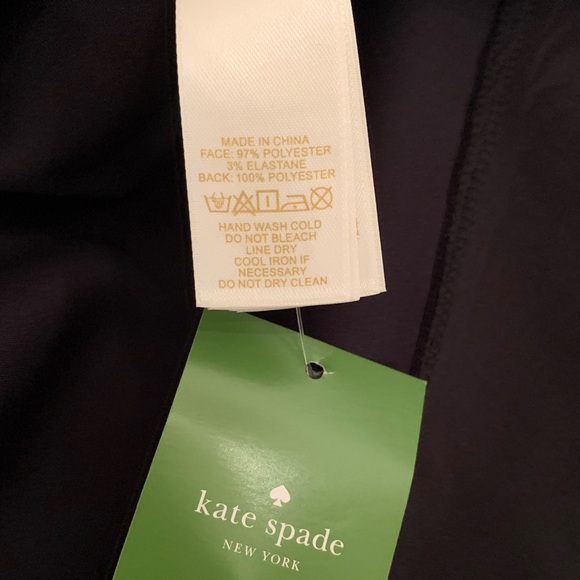 MADE IN CHINA
FACE: 97% POLYESTER
3% ELASTANE
BACK: 100% POLYESTER
HAND WASH COLD
DO NOT BLEACH
LINE DRY
COOL IRON IF
NECESSARY
DO NOT DRY CLEAN
kate spade
NEW YORK